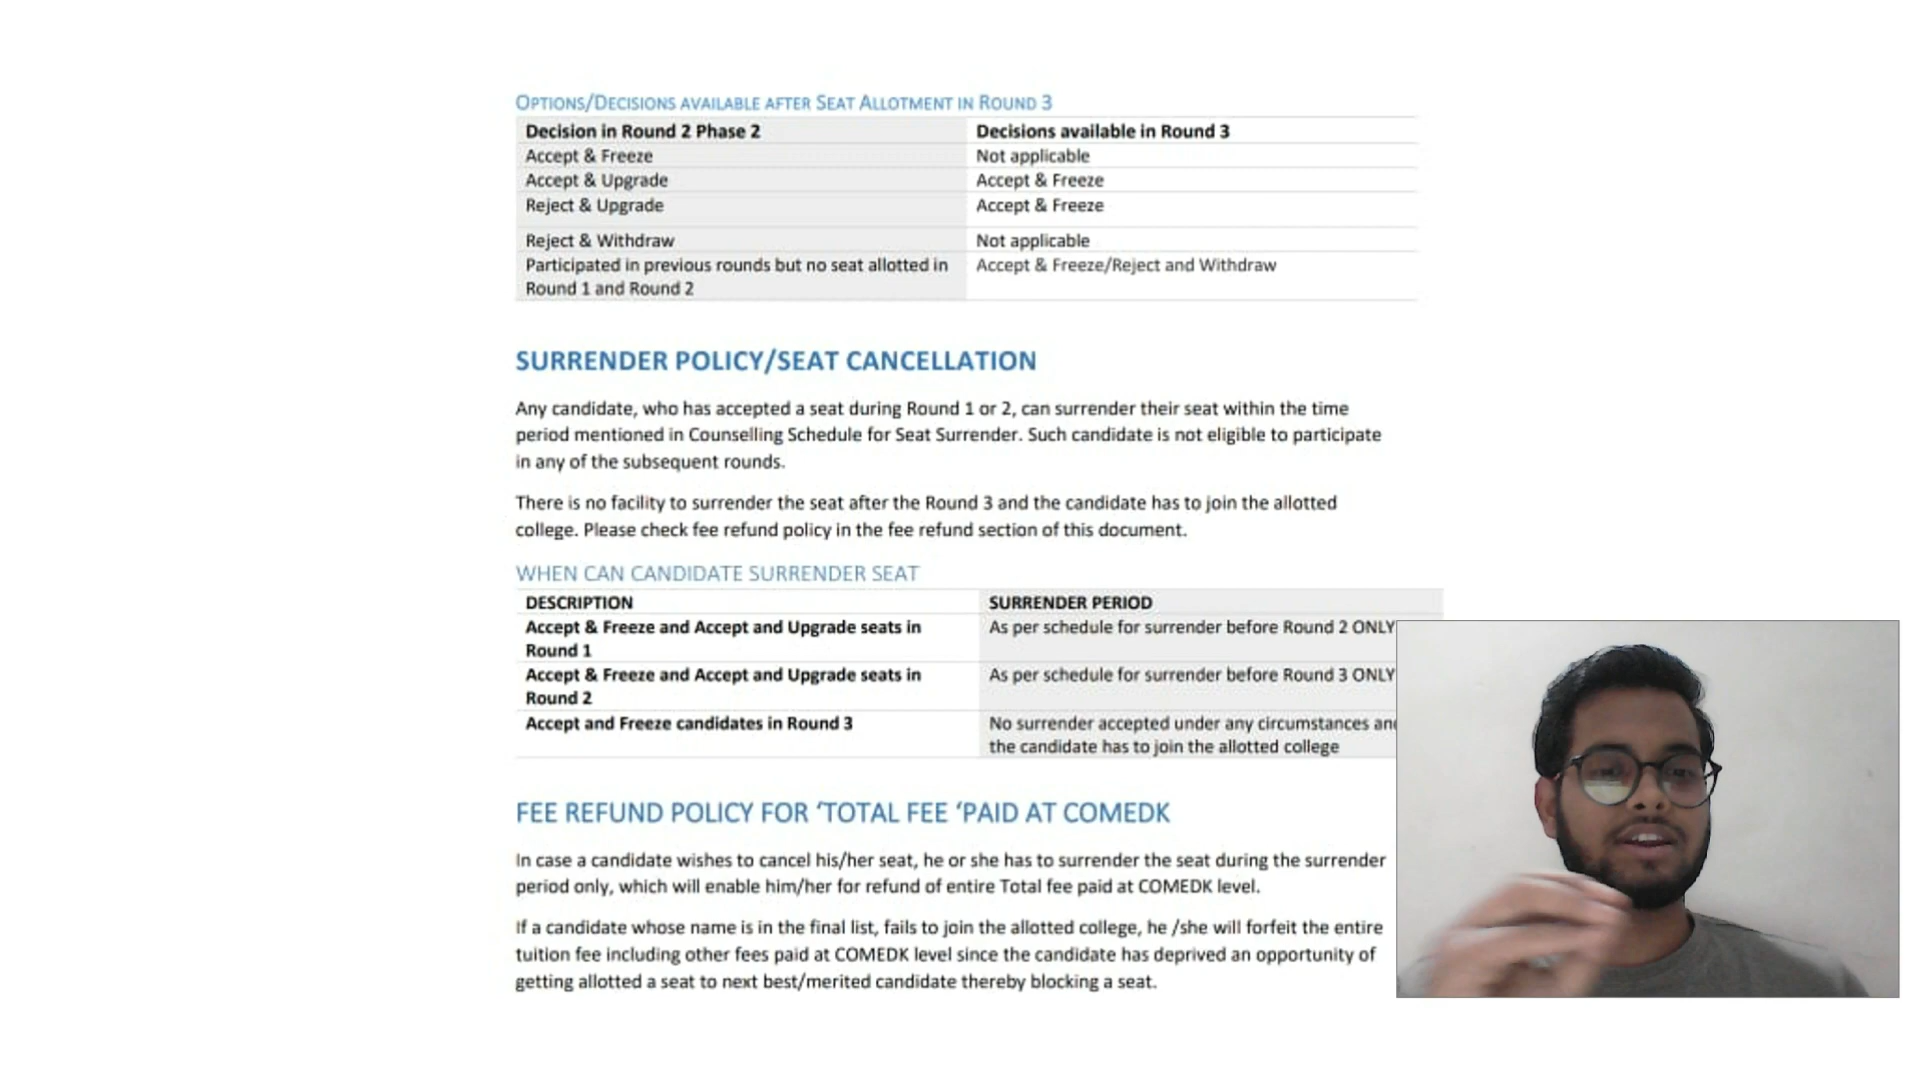 OPTIONS/DECISIONS AVAILABLE AFTER SEAT ALLOTMENT IN ROUND 3
Decision in Round 2 Phase 2 Decisions available in Round 3
Accept & Freeze Not applicable
Accept & Upgrade Accept & Freeze
Reject & Upgrade Accept & Freeze
Reject & Withdraw Not applicable
Participated in previous rounds but no seat allotted in Accept & Freeze/Reject and Withdraw
Round 1 and Round 2
SURRENDER POLICY/SEAT CANCELLATION
Any candidate, who has accepted a seat during Round 1 or 2, can surrender their seat within the time
period mentioned in Counselling Schedule for Seat Surrender. Such candidate is not eligible to participate
in any of the subsequent rounds.
There is no facility to surrender the seat after the Round 3 and the candidate has to join the allotted
college. Please check fee refund policy in the fee refund section of this document.
WHEN CAN CANDIDATE SURRENDER SEAT
DESCRIPTION SURRENDER PERIOD
Accept & Freeze and Accept and Upgrade seats in As per schedule for surrender before Round 2 ONLY
Round 1
Accept & Freeze and Accept and Upgrade seats in As per schedule for surrender before Round 3 ONLY
Round 2
Accept and Freeze candidates in Round 3 No surrender accepted under any circumstances
the candidate has to join the allotted college
FEE REFUND POLICY FOR ‘TOTAL FEE ‘PAID AT COMEDK
In case a candidate wishes to cancel his/her seat, he or she has to surrender the seat during the surrender
period only, which will enable him/her for refund of entire Total fee paid at COMEDK level.
If a candidate whose name is in the final list, fails to join the allotted college, he /she will forfeit the entire
tuition fee including other fees paid at COMEDK level since the candidate has deprived an opportunity of
getting allotted a seat to next best/merited candidate thereby blocking a seat.